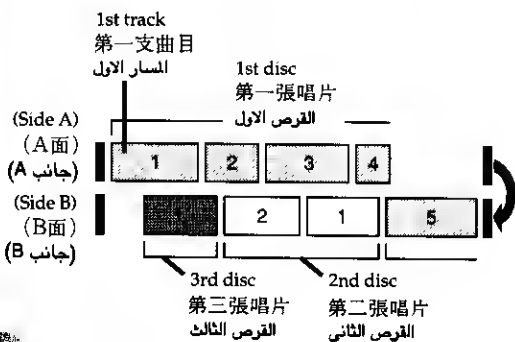 1st track
第一支曲目
المسار الاول
1st disc
第一張唱片
القرص الاول
(Side A)
(A面)
(جانب A)
1
2
3
4
(Side B)
(B面)
(جانب B)
2
1
5
3rd disc
第三張唱片
القرص الثالث
2nd disc
第二張唱片
القرص الثانى